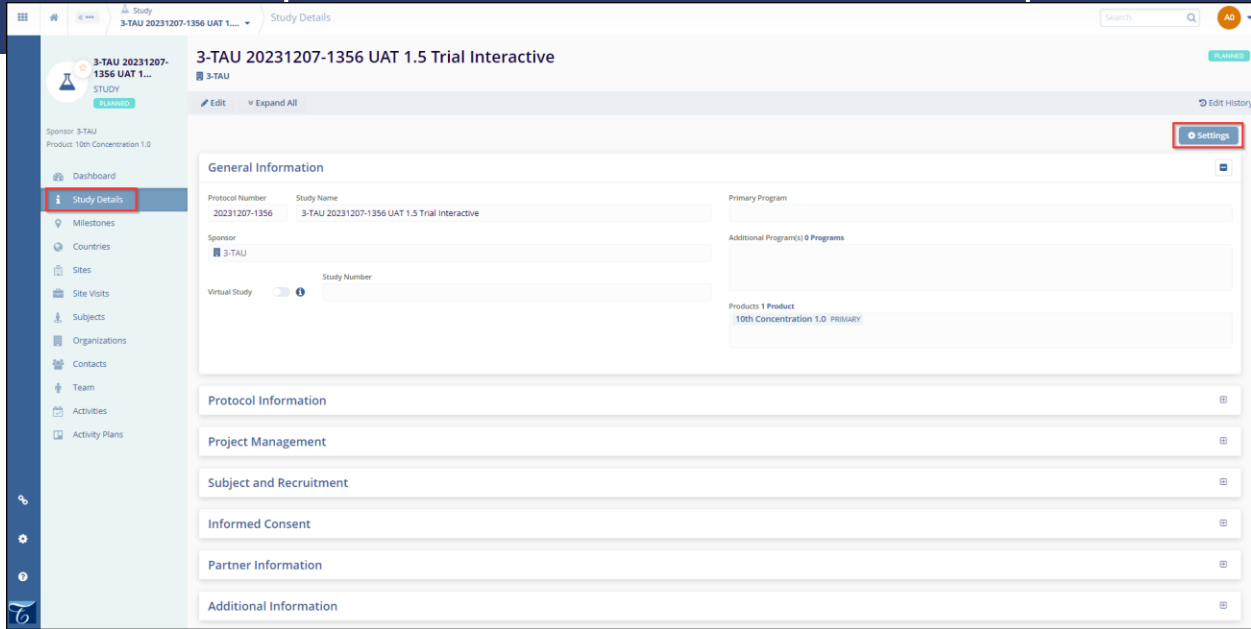 Study
3-TAU 20231207-1356 UAT 1....
Study Details
Search
A0
3-TAU 20231207-
1356 UAT 1...
STUDY
PLANNED
Sponsor 3-TAU
Product 10th Concentration 1.0
Dashboard
Study Details
Milestones
Countries
Sites
Site Visits
Subjects
Organizations
Contacts
Team
Activities
Activity Plans
3-TAU 20231207-1356 UAT 1.5 Trial Interactive
PLANNED
3-TAU
Edit
Expand All
Edit History
Settings
General Information
Protocol Number
Study Name
Primary Program
20231207-1356
3-TAU 20231207-1356 UAT 1.5 Trial Interactive
Sponsor
Additional Program(s) 0 Programs
3-TAU
Study Number
Virtual Study
Products 1 Product
10th Concentration 1.0 PRIMARY
Protocol Information
Project Management
Subject and Recruitment
Informed Consent
Partner Information
Additional Information